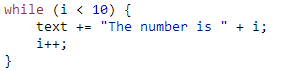 while (i < 10) {
    text += "The number is " + i;
    i++;
}